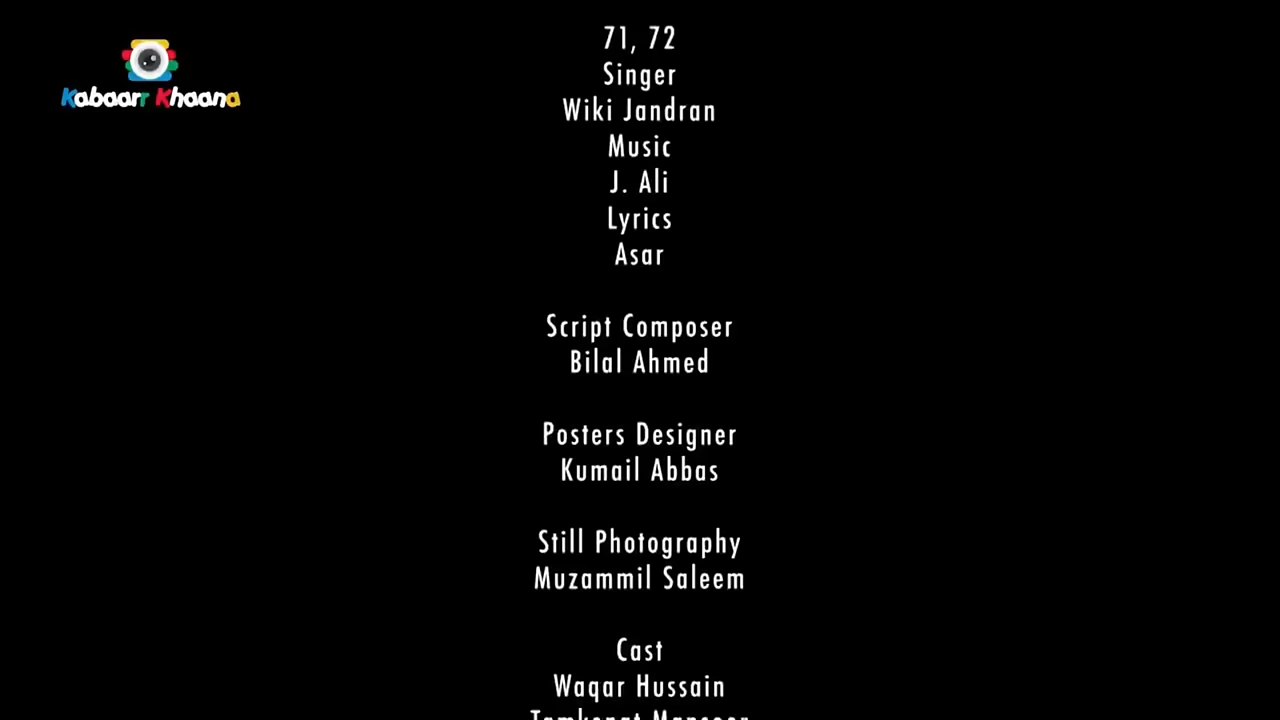 Kabaarr Khaana
71, 72
Singer
Wiki Jandran
Music
J. Ali
Lyrics
Asar
Script Composer
Bilal Ahmed
Posters Designer
Kumail Abbas
Still Photography
Muzammil Saleem
Cast
Waqar Hussain